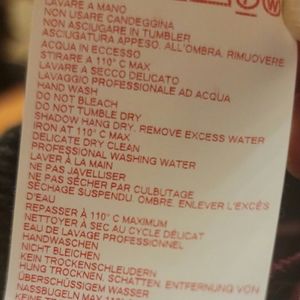 LAVARE A MANO
NON USARE CANDEGGINA
NON ASCIUGARE IN TUMBLER
ASCIUGATURA APPESO, ALL'OMBRA. RIMUOVERE
ACQUA IN ECCESSO
STIRARE A 110° C MAX
LAVARE A SECCO DELICATO
LAVAGGIO PROFESSIONALE AD ACQUA
HAND WASH
DO NOT BLEACH
DO NOT TUMBLE DRY
SHADOW HANG DRY. REMOVE EXCESS WATER
IRON AT 110° C MAX
DELICATE DRY CLEAN
PROFESSIONAL WASHING WATER
LAVER À LA MAIN
NE PAS JAVELLISER
NE PAS SÉCHER PAR CULBUTAGE
SÉCHAGE SUSPENDU. OMBRE. ENLEVER L'EXCÈS
D'EAU
REPASSER À 110° C MAXIMUM
NETTOYER À SEC AU CYCLE DÉLICAT
EAU DE LAVAGE PROFESSIONNEL
HANDWASCHEN
NICHT BLEICHEN
KEIN TROCKENSCHLEUDERN
HUNG TROCKNEN, SCHATTEN, ENTFERNUNG VON
ÜBERSCHÜSSIGEM WASSER
NASSBÜGELN MAX 110°
KEINE